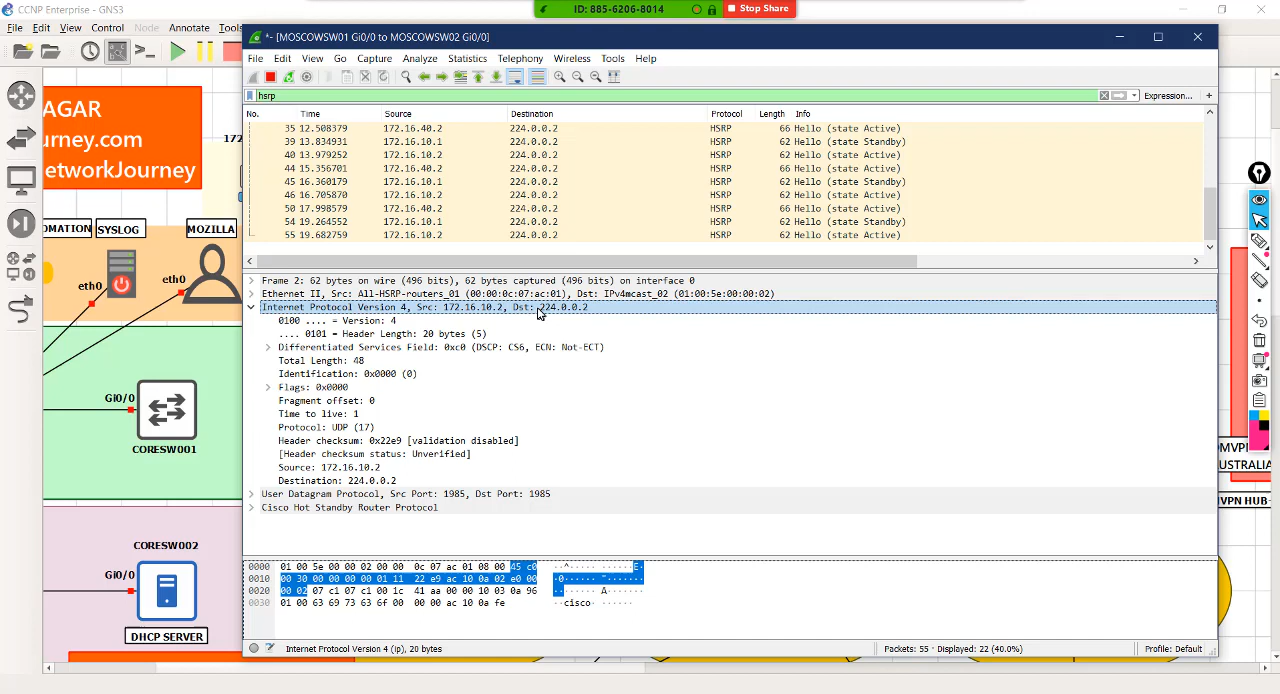 CCNP Enterprise - GNS3
ID: 885-6206-8014
Stop Share
File Edit View Control Node Annotate Tools
*- [MOSCOWSW01 Gi0/0 to MOSCOWSW02 Gi0/0]
File Edit View Go Capture Analyze Statistics Telephony Wireless Tools Help
hsrp
Expression...
+
No. Time Source Destination Protocol Length Info
35 12.508379 172.16.40.2 224.0.0.2 HSRP 66 Hello (state Active)
39 13.834931 172.16.10.1 224.0.0.2 HSRP 62 Hello (state Standby)
40 13.979252 172.16.10.2 224.0.0.2 HSRP 62 Hello (state Active)
44 15.356701 172.16.40.2 224.0.0.2 HSRP 62 Hello (state Active)
45 16.360179 172.16.10.1 224.0.0.2 HSRP 62 Hello (state Standby)
46 16.705870 172.16.10.2 224.0.0.2 HSRP 62 Hello (state Active)
50 17.998579 172.16.40.2 224.0.0.2 HSRP 62 Hello (state Active)
54 19.264552 172.16.10.1 224.0.0.2 HSRP 62 Hello (state Standby)
55 19.682759 172.16.10.2 224.0.0.2 HSRP 62 Hello (state Active)
Frame 2: 62 bytes on wire (496 bits), 62 bytes captured (496 bits) on interface 0
Ethernet II, Src: All-HSRP-routers_01 (00:00:0c:07:ac:01), Dst: IPv4mcast_02 (01:00:5e:00:00:02)
Internet Protocol Version 4, Src: 172.16.10.2, Dst: 224.0.0.2
0100 .... = Version: 4
.... 0101 = Header Length: 20 bytes (5)
Differentiated Services Field: 0xc0 (DSCP: CS6, ECN: Not-ECT)
Total Length: 48
Identification: 0x0000 (0)
Flags: 0x0000
Fragment offset: 0
Time to live: 1
Protocol: UDP (17)
Header checksum: 0x22e9 [validation disabled]
[Header checksum status: Unverified]
Source: 172.16.10.2
Destination: 224.0.0.2
User Datagram Protocol, Src Port: 1985, Dst Port: 1985
Cisco Hot Standby Router Protocol
0000 01 00 5e 00 00 02 00 00 0c 07 ac 01 08 00 45 c0 ··^····· ······E·
0010 00 30 00 00 00 00 01 11 22 e9 ac 10 0a 02 e0 00 ·0······ "·······
0020 00 02 07 c1 07 c1 00 1c 41 aa 00 00 10 03 0a 96 ········ A·······
0030 01 00 63 69 73 63 6f 00 00 00 ac 10 0a fe ··cisco· ······
Internet Protocol Version 4 (ip), 20 bytes
Packets: 55 · Displayed: 22 (40.0%)
Profile: Default
AGAR
urney.com
etworkJourney
172
OMATION
SYSLOG
MOZILLA
eth0
eth0
Gi0/0
CORESW001
CORESW002
Gi0/0
DHCP SERVER
MVPI
USTRALIA
VPN HUB-